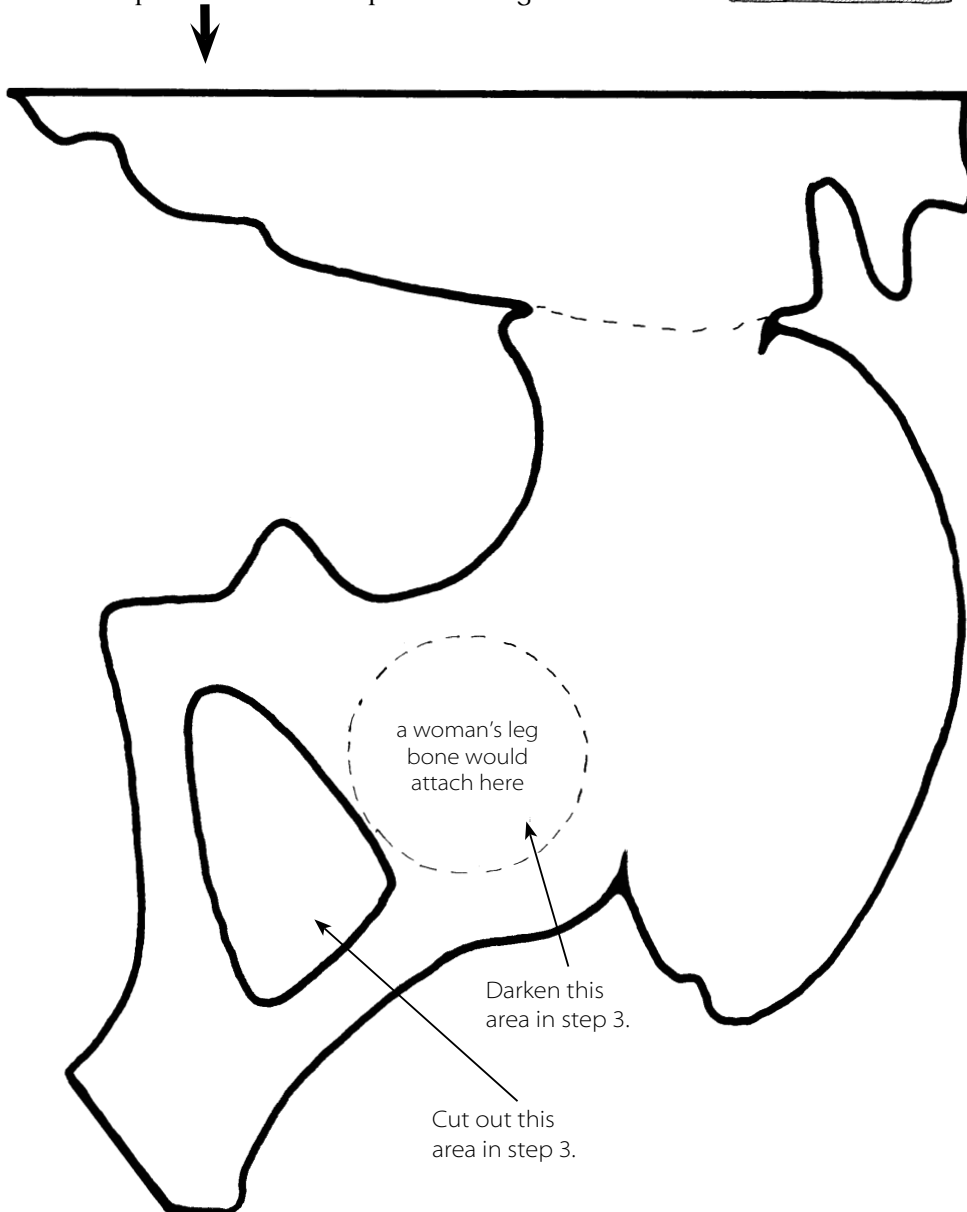 a woman's leg
bone would
attach here
Darken this
area in step 3.
Cut out this
area in step 3.